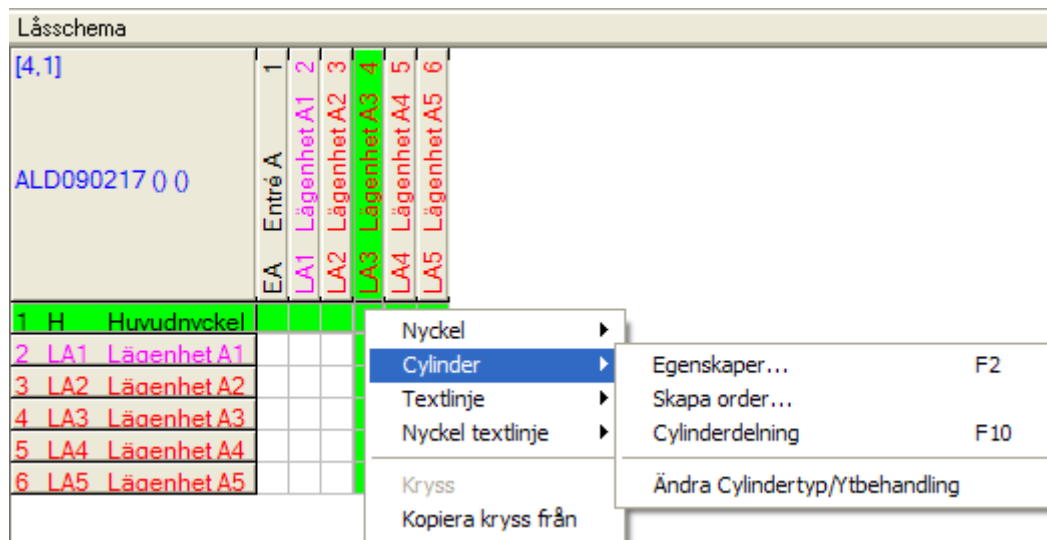 Låsschema
[4,1]
ALD090217 () ()
EA Entré A 1
LA1 Lägenhet A1 2
LA2 Lägenhet A2 3
LA3 Lägenhet A3 4
LA4 Lägenhet A4 5
LA5 Lägenhet A5 6
1 H Huvudnyckel
2 LA1 Lägenhet A1
3 LA2 Lägenhet A2
4 LA3 Lägenhet A3
5 LA4 Lägenhet A4
6 LA5 Lägenhet A5
Nyckel
Cylinder
Textlinje
Nyckel textlinje
Kryss
Kopiera kryss från
Egenskaper... F2
Skapa order...
Cylinderdelning F10
Ändra Cylindertyp/Ytbehandling